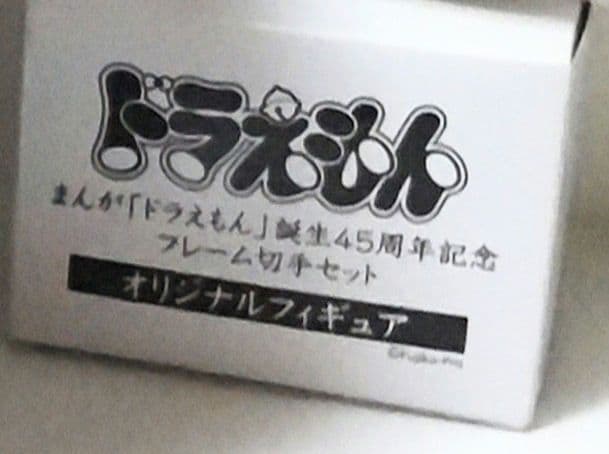 ドラえもん
まんが「ドラえもん」誕生45周年記念
フレーム切手セット
オリジナルフィギュア
©Fujiko-Pro